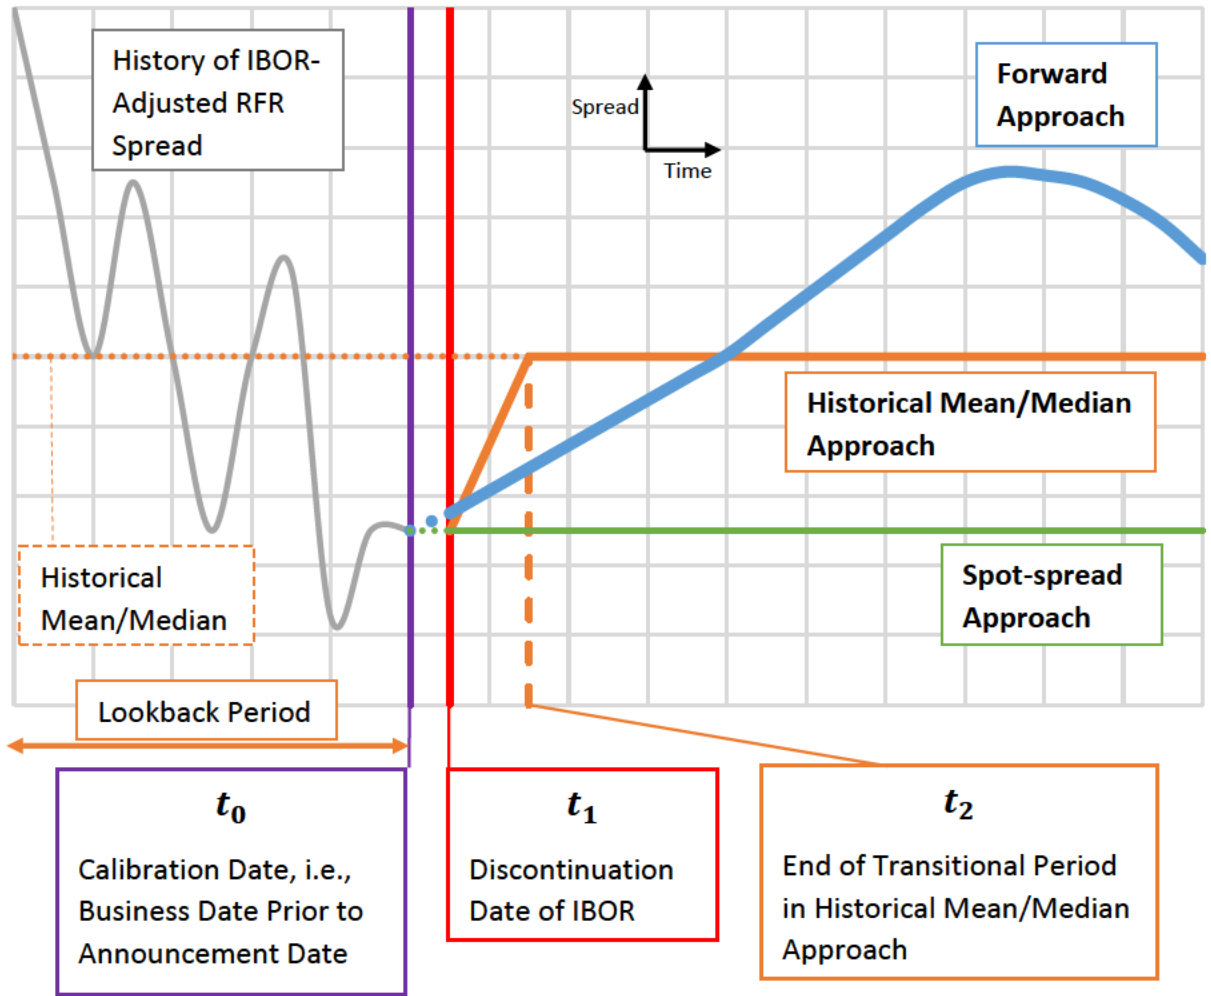 History of IBOR-
Adjusted RFR
Spread
Spread
Time
Forward
Approach
Historical Mean/Median
Approach
Historical
Mean/Median
Spot-spread
Approach
Lookback Period
t₀
Calibration Date, i.e.,
Business Date Prior to
Announcement Date
t₁
Discontinuation
Date of IBOR
t₂
End of Transitional Period
in Historical Mean/Median
Approach